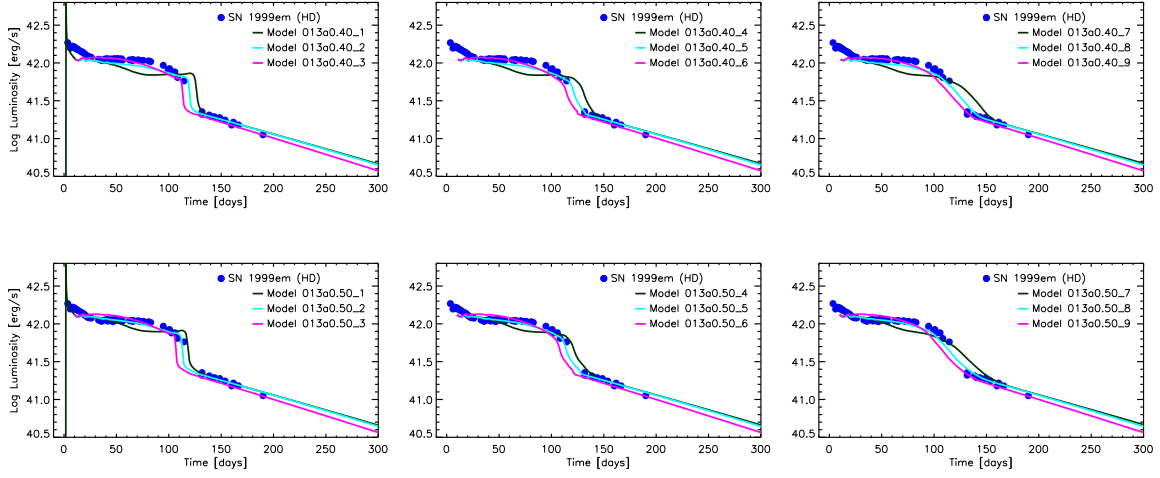 SN 1999em (HD)
Model 013a0.40_1
Model 013a0.40_2
Model 013a0.40_3
Log Luminosity [erg/s]
42.5
42.0
41.5
41.0
40.5
0 50 100 150 200 250 300
Time [days]
SN 1999em (HD)
Model 013a0.40_4
Model 013a0.40_5
Model 013a0.40_6
42.5
42.0
41.5
41.0
40.5
0 50 100 150 200 250 300
Time [days]
SN 1999em (HD)
Model 013a0.40_7
Model 013a0.40_8
Model 013a0.40_9
42.5
42.0
41.5
41.0
40.5
0 50 100 150 200 250 300
Time [days]
SN 1999em (HD)
Model 013a0.50_1
Model 013a0.50_2
Model 013a0.50_3
Log Luminosity [erg/s]
42.5
42.0
41.5
41.0
40.5
0 50 100 150 200 250 300
Time [days]
SN 1999em (HD)
Model 013a0.50_4
Model 013a0.50_5
Model 013a0.50_6
42.5
42.0
41.5
41.0
40.5
0 50 100 150 200 250 300
Time [days]
SN 1999em (HD)
Model 013a0.50_7
Model 013a0.50_8
Model 013a0.50_9
42.5
42.0
41.5
41.0
40.5
0 50 100 150 200 250 300
Time [days]